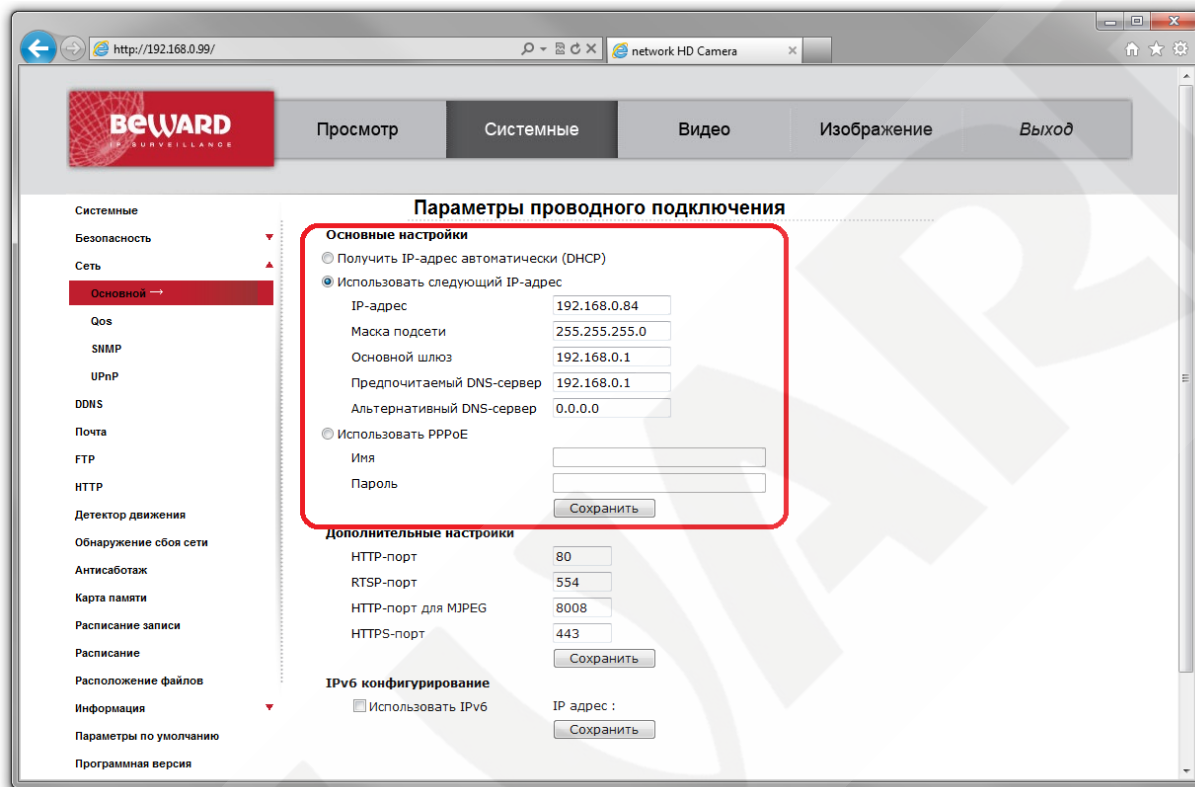 http://192.168.0.99/
network HD Camera
BEWARD
IP SURVEILLANCE
Просмотр
Системные
Видео
Изображение
Выход
Системные
Безопасность
Сеть
Основной →
Qos
SNMP
UPnP
DDNS
Почта
FTP
HTTP
Детектор движения
Обнаружение сбоя сети
Антисаботаж
Карта памяти
Расписание записи
Расписание
Расположение файлов
Информация
Параметры по умолчанию
Программная версия
Параметры проводного подключения
Основные настройки
Получить IP-адрес автоматически (DHCP)
Использовать следующий IP-адрес
IP-адрес 192.168.0.84
Маска подсети 255.255.255.0
Основной шлюз 192.168.0.1
Предпочитаемый DNS-сервер 192.168.0.1
Альтернативный DNS-сервер 0.0.0.0
Использовать PPPoE
Имя
Пароль
Сохранить
Дополнительные настройки
HTTP-порт 80
RTSP-порт 554
HTTP-порт для MJPEG 8008
HTTPS-порт 443
Сохранить
IPv6 конфигурирование
Использовать IPv6 IP адрес :
Сохранить